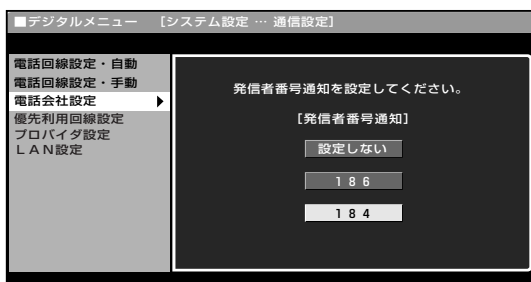 ■デジタルメニュー ［システム設定 … 通信設定］
電話回線設定・自動
電話回線設定・手動
電話会社設定 ▶
優先利用回線設定
プロバイダ設定
ＬＡＮ設定
発信者番号通知を設定してください。
［発信者番号通知］
設定しない
１８６
１８４